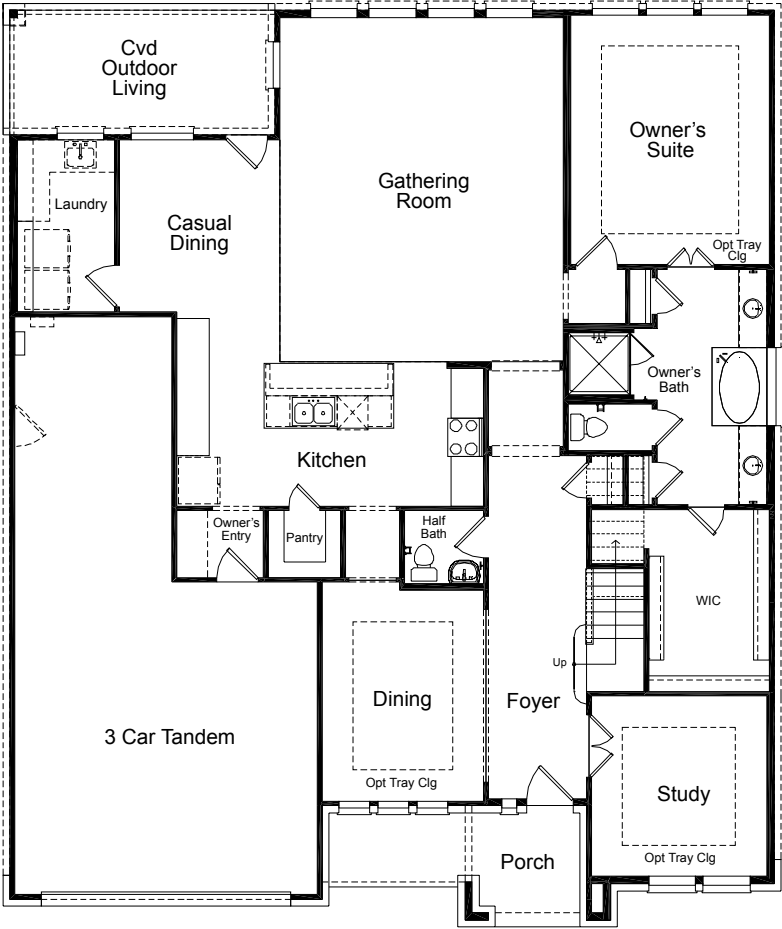 Cvd
Outdoor
Living
Owner's
Suite
Gathering
Room
Laundry
Casual
Dining
Opt Tray
Clg
Owner's
Bath
Kitchen
Owner's
Entry
Pantry
Half
Bath
WIC
Up
Dining
Foyer
3 Car Tandem
Opt Tray Clg
Study
Porch
Opt Tray Clg